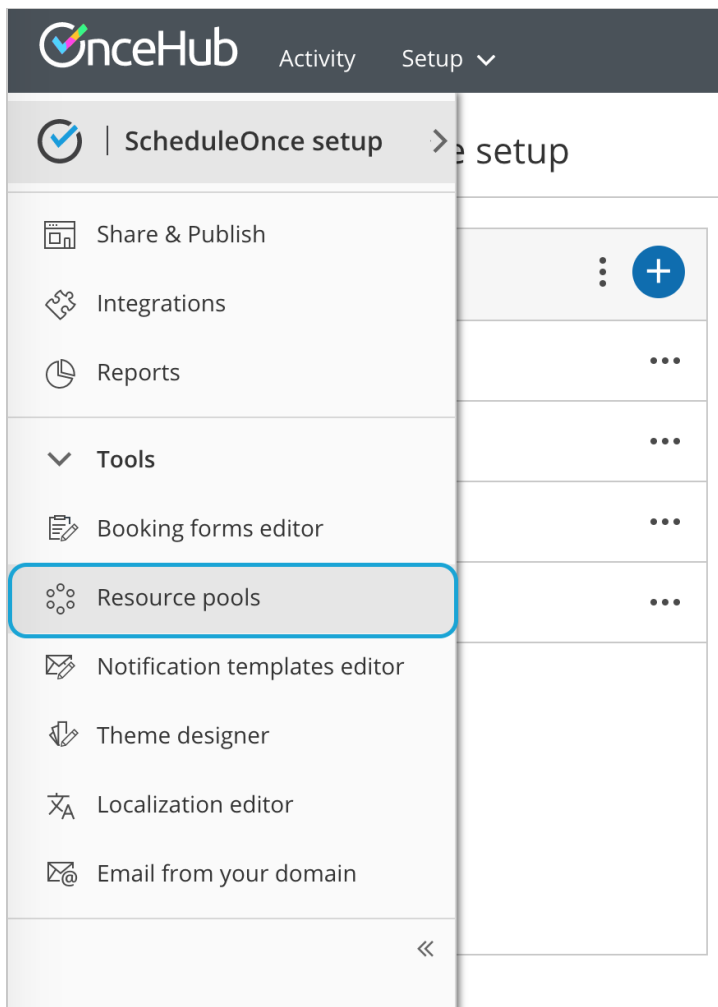 OnceHub
Activity
Setup
ScheduleOnce setup
e setup
Share & Publish
Integrations
Reports
Tools
Booking forms editor
Resource pools
Notification templates editor
Theme designer
Localization editor
Email from your domain